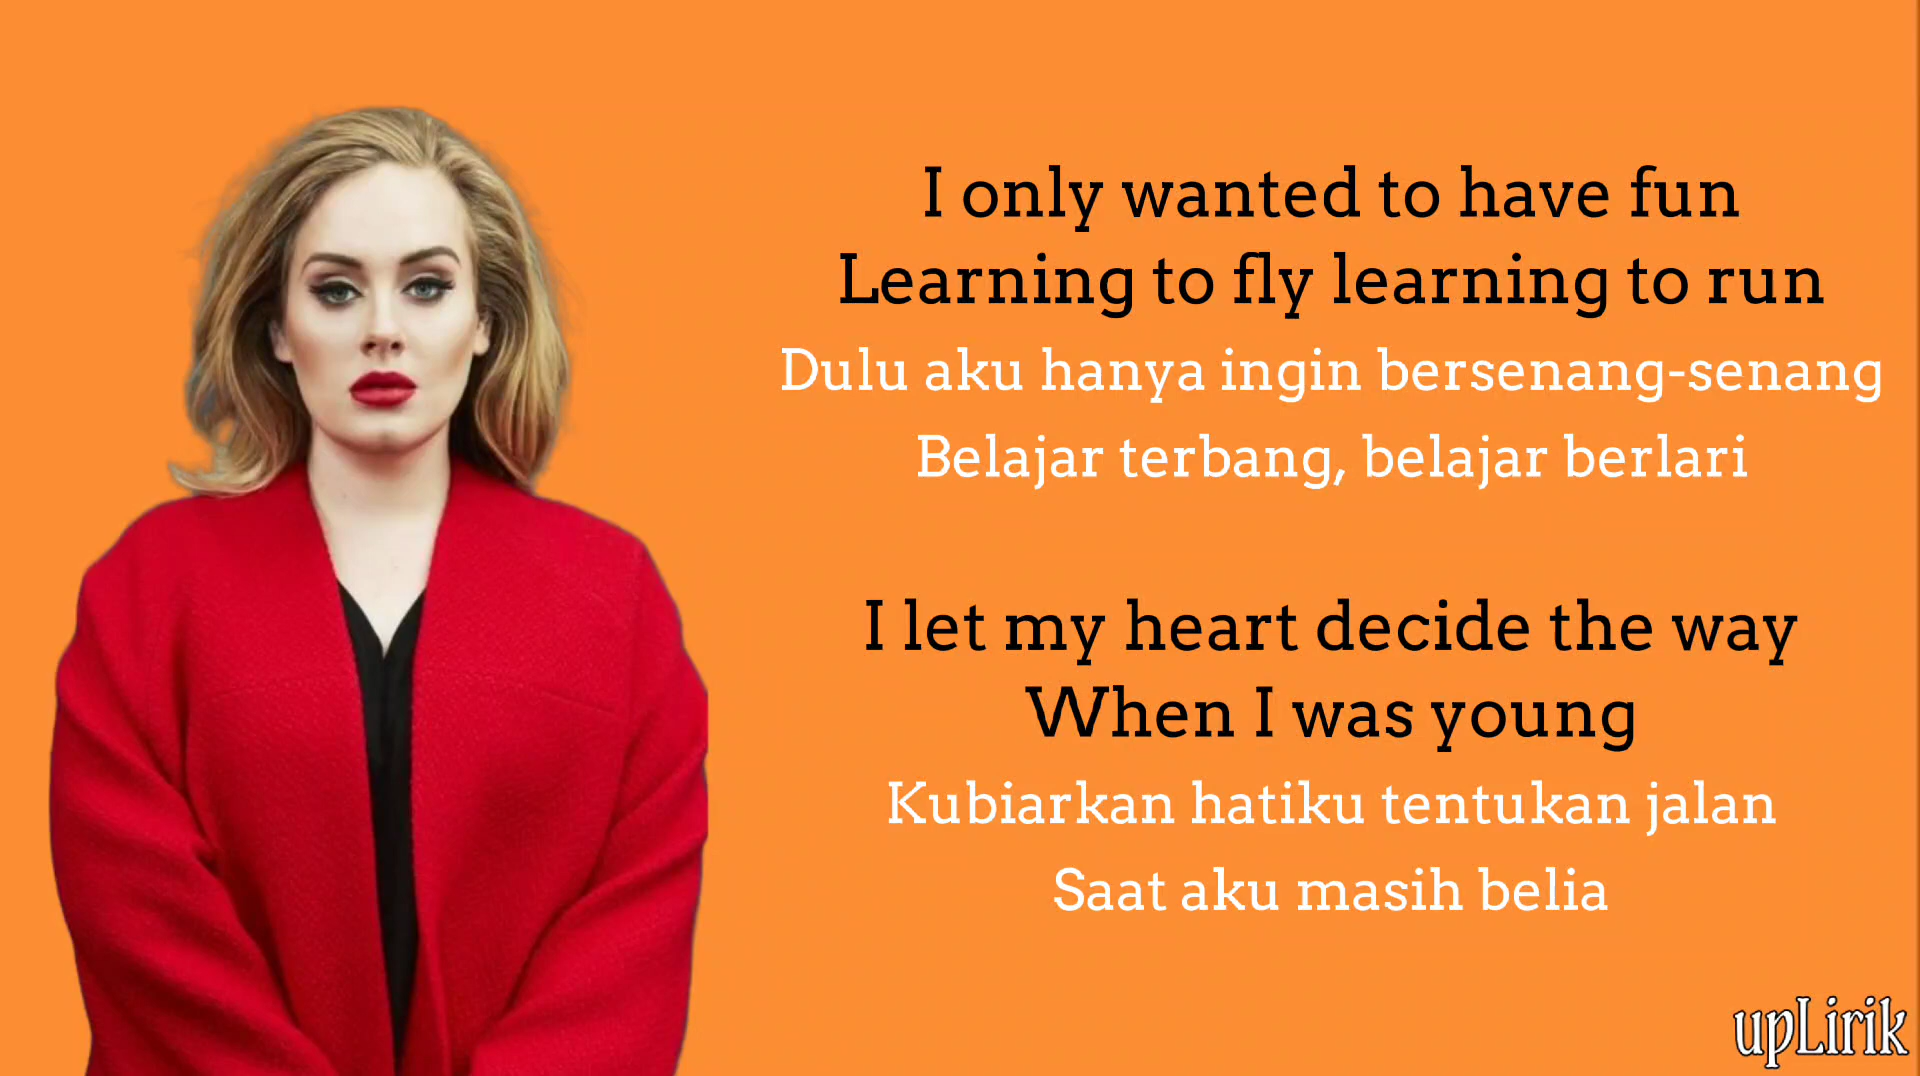 I only wanted to have fun
Learning to fly learning to run
Dulu aku hanya ingin bersenang-senang
Belajar terbang, belajar berlari
I let my heart decide the way
When I was young
Kubiarkan hatiku tentukan jalan
Saat aku masih belia
upLirik